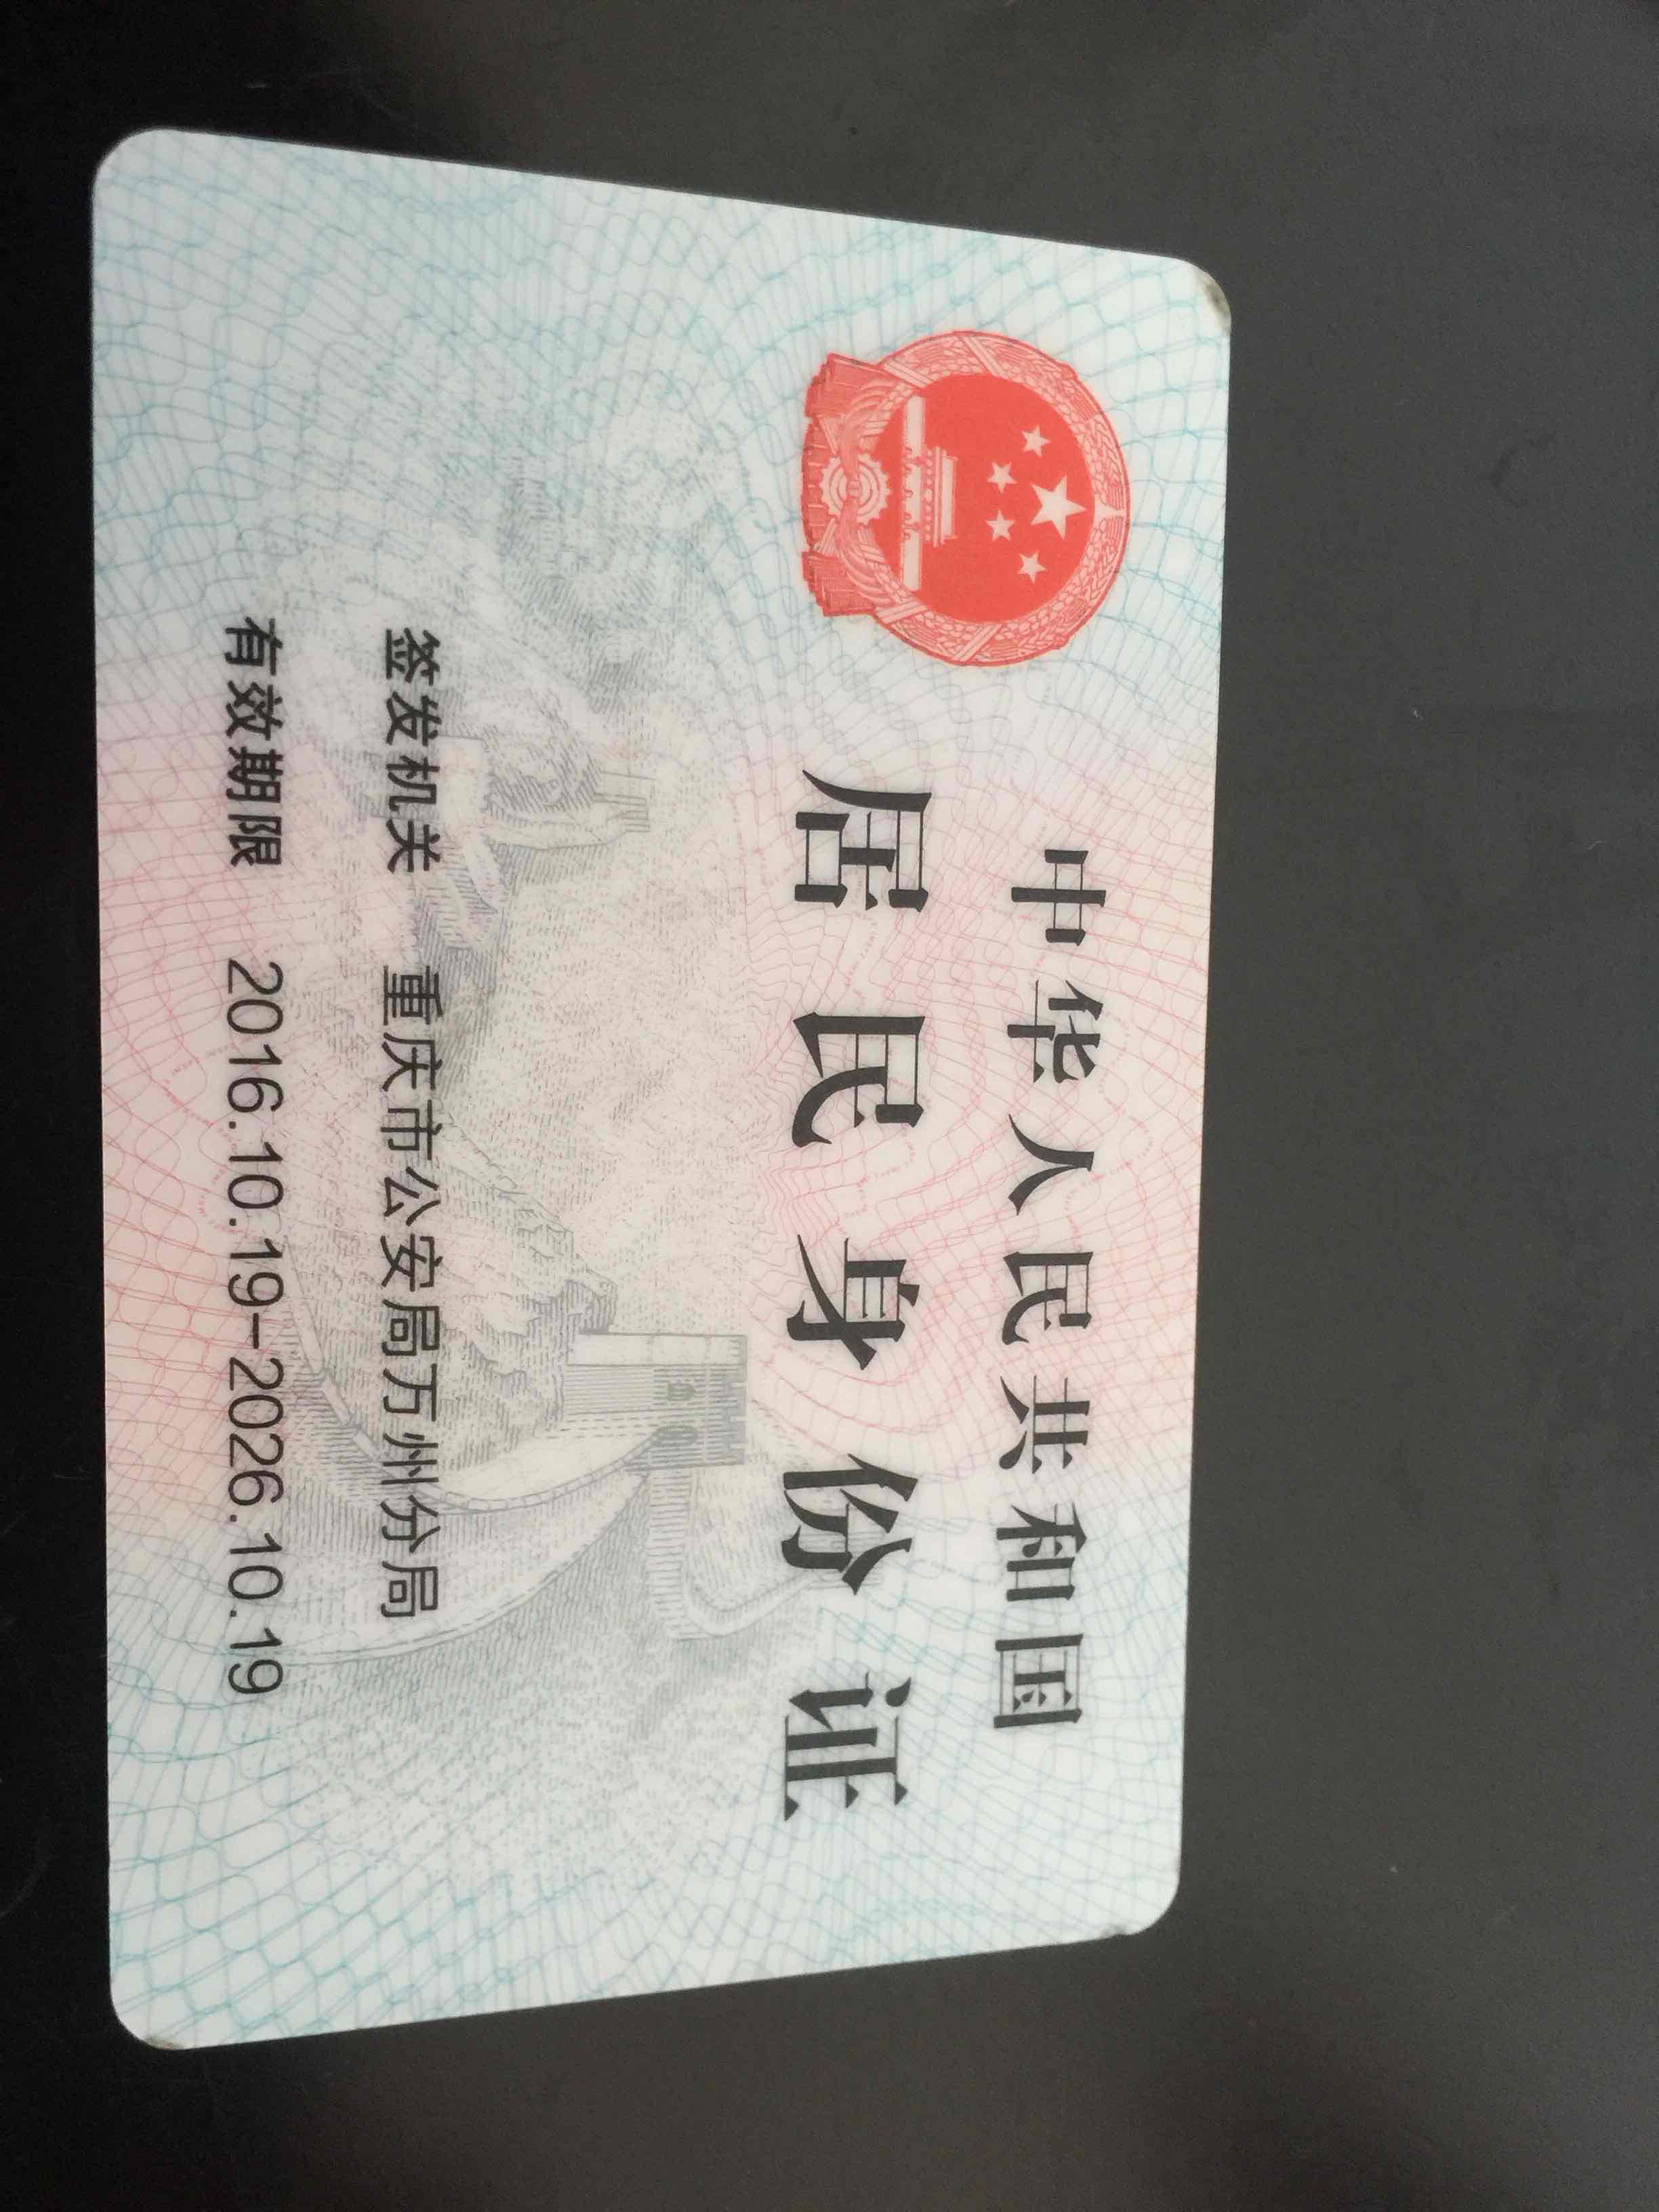 中华人民共和国
居民身份证
签发机关 重庆市公安局万州分局
有效期限 2016.10.19-2026.10.19